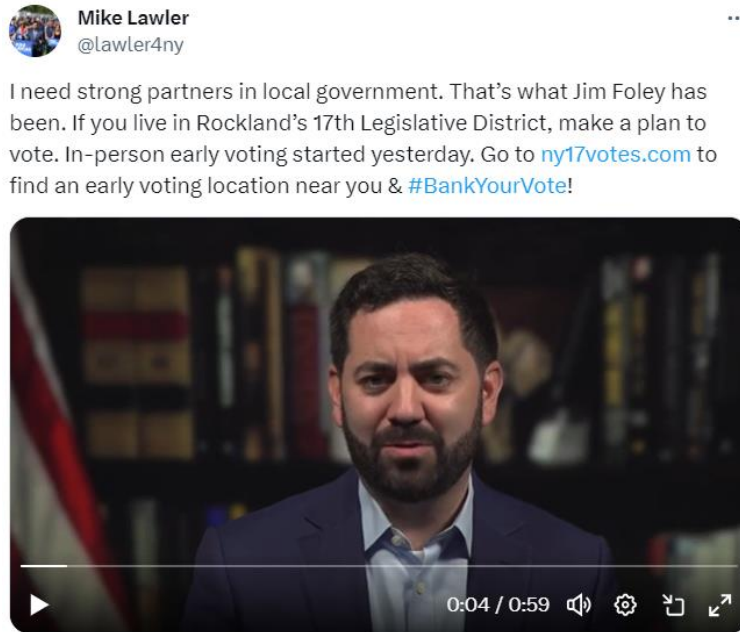 Mike Lawler
@lawler4ny
I need strong partners in local government. That’s what Jim Foley has
been. If you live in Rockland’s 17th Legislative District, make a plan to
vote. In-person early voting started yesterday. Go to ny17votes.com to
find an early voting location near you & #BankYourVote!
0:04 / 0:59